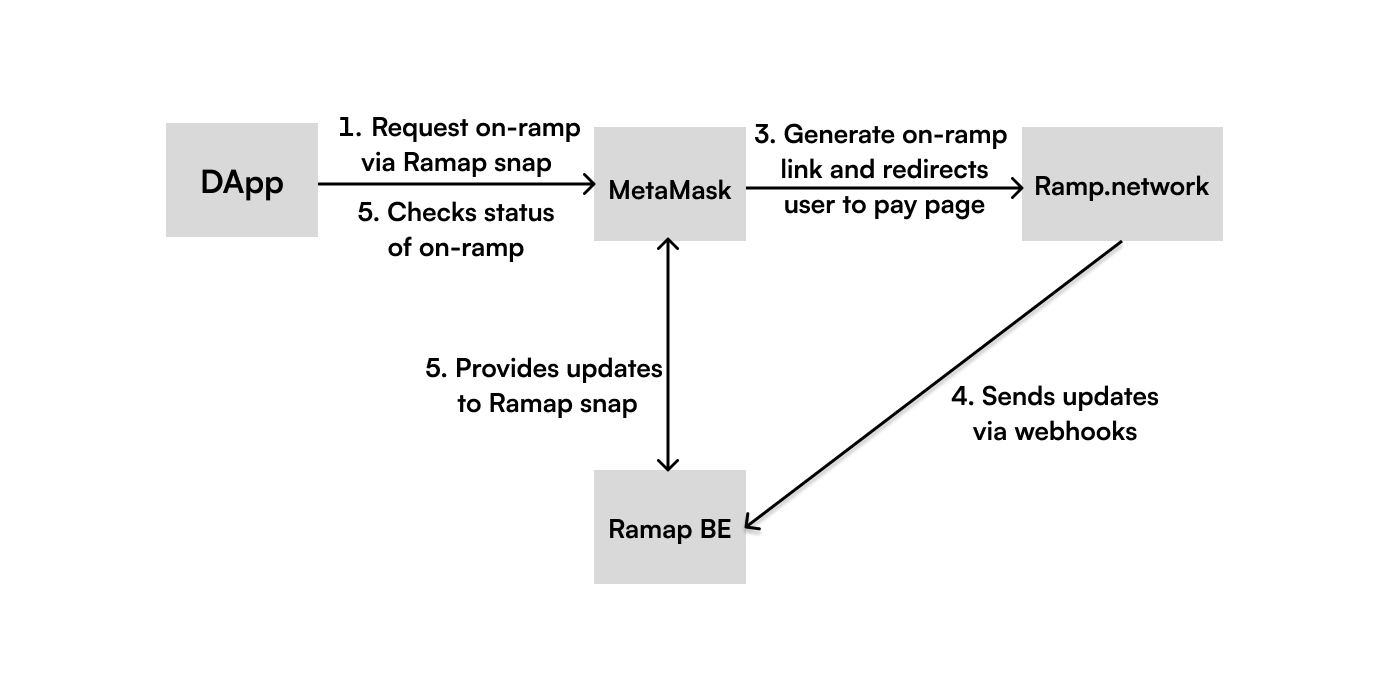 DApp
1. Request on-ramp
via Ramap snap
5. Checks status
of on-ramp
MetaMask
3. Generate on-ramp
link and redirects
user to pay page
Ramp.network
5. Provides updates
to Ramap snap
4. Sends updates
via webhooks
Ramap BE